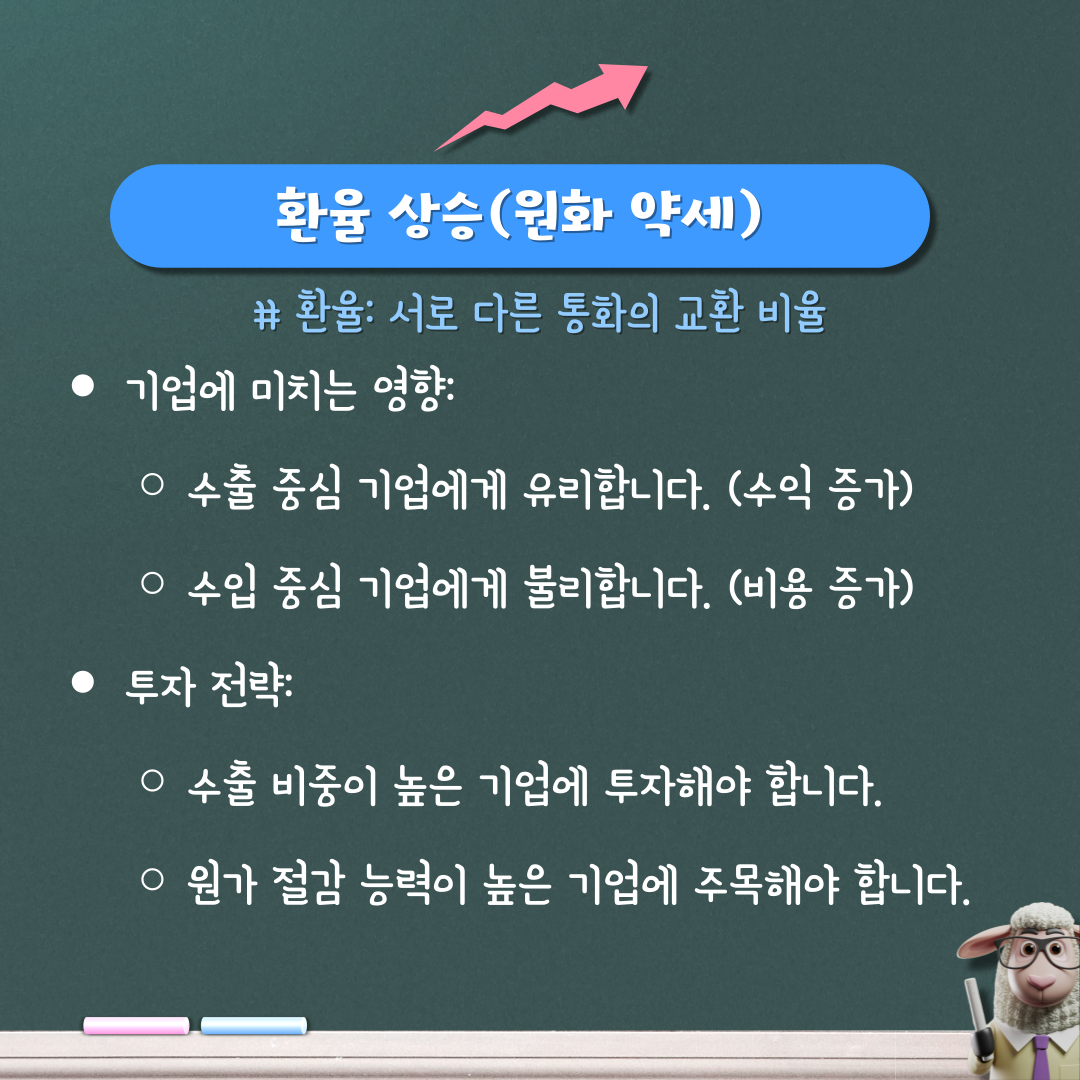 환율 상승(원화 약세)
# 환율: 서로 다른 통화의 교환 비율
● 기업에 미치는 영향:
○ 수출 중심 기업에게 유리합니다. (수익 증가)
○ 수입 중심 기업에게 불리합니다. (비용 증가)
● 투자 전략:
○ 수출 비중이 높은 기업에 투자해야 합니다.
○ 원가 절감 능력이 높은 기업에 주목해야 합니다.